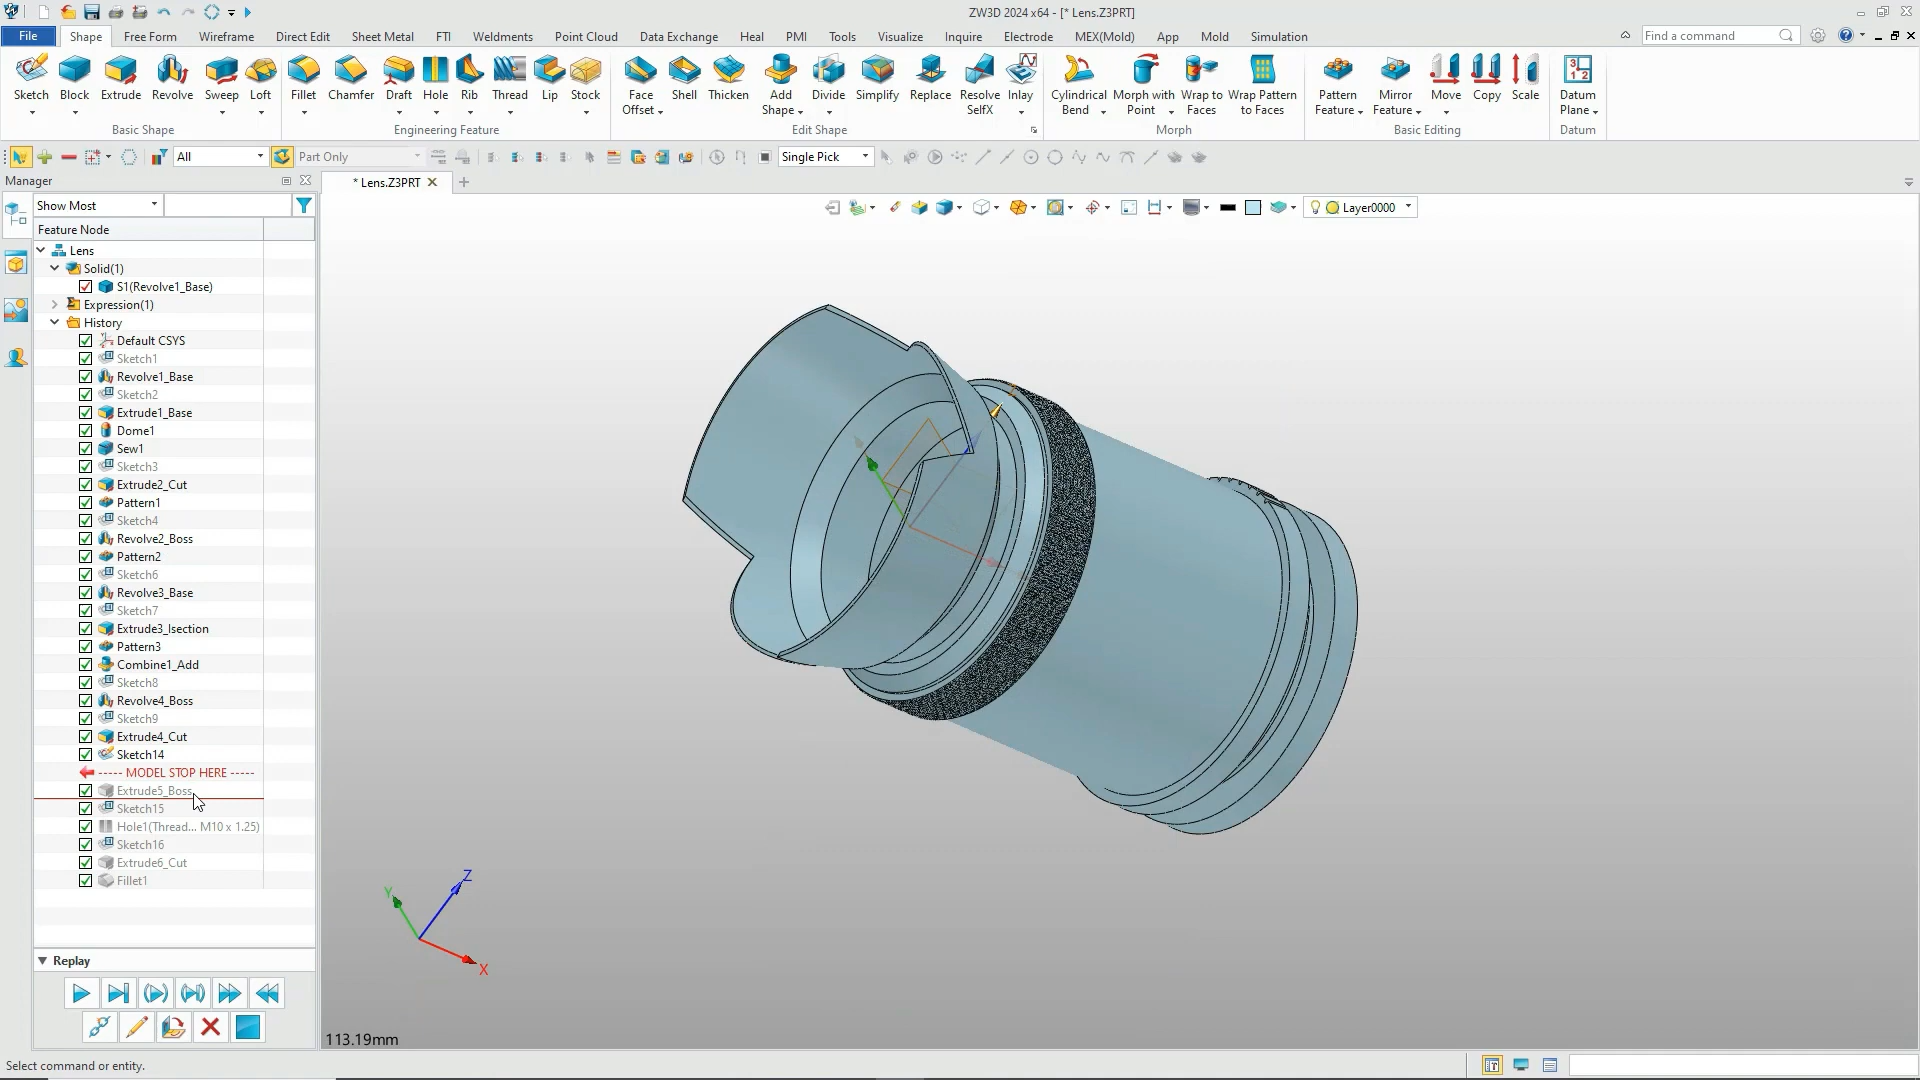 ZW3D 2024 x64 - [* Lens.Z3PRT]
File Shape Free Form Wireframe Direct Edit Sheet Metal FTI Weldments Point Cloud Data Exchange Heal PMI Tools Visualize Inquire Electrode MEX(Mold) App Mold Simulation Find a command
Sketch Block Extrude Revolve Sweep Loft Fillet Chamfer Draft Hole Rib Thread Lip Stock Face Offset Shell Thicken Add Shape Divide Simplify Replace Resolve SelfX Inlay Cylindrical Bend Morph with Point Wrap to Faces Wrap Pattern to Faces Pattern Feature Mirror Feature Move Copy Scale Datum Plane
Basic Shape Engineering Feature Edit Shape Morph Basic Editing Datum
All Part Only Single Pick
Manager * Lens.Z3PRT
Show Most Layer0000
Feature Node
Lens
Solid(1)
S1(Revolve1_Base)
Expression(1)
History
Default CSYS
Sketch1
Revolve1_Base
Sketch2
Extrude1_Base
Dome1
Sew1
Sketch3
Extrude2_Cut
Pattern1
Sketch4
Revolve2_Boss
Pattern2
Sketch6
Revolve3_Base
Sketch7
Extrude3_Isection
Pattern3
Combine1_Add
Sketch8
Revolve4_Boss
Sketch9
Extrude4_Cut
Sketch14
----- MODEL STOP HERE -----
Extrude5_Boss
Sketch15
Hole1(Thread... M10 x 1.25)
Sketch16
Extrude6_Cut
Fillet1
Z
Y
X
Replay
113.19mm
Select command or entity.